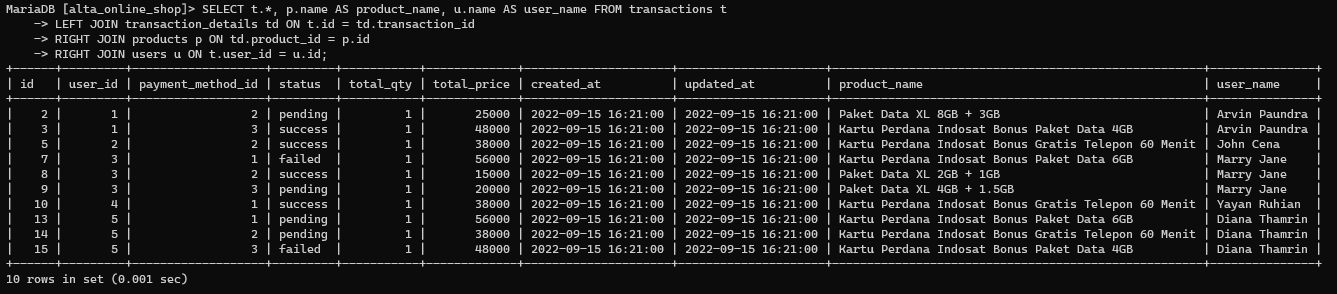 MariaDB [alta_online_shop]> SELECT t.*, p.name AS product_name, u.name AS user_name FROM transactions t
    -> LEFT JOIN transaction_details td ON t.id = td.transaction_id
    -> RIGHT JOIN products p ON td.product_id = p.id
    -> RIGHT JOIN users u ON t.user_id = u.id;
| id | user_id | payment_method_id | status | total_qty | total_price | created_at | updated_at | product_name | user_name |
| 2 | 1 | 2 | pending | 1 | 25000 | 2022-09-15 16:21:00 | 2022-09-15 16:21:00 | Paket Data XL 8GB + 3GB | Arvin Paundra |
| 3 | 1 | 3 | success | 1 | 48000 | 2022-09-15 16:21:00 | 2022-09-15 16:21:00 | Kartu Perdana Indosat Bonus Paket Data 4GB | Arvin Paundra |
| 5 | 2 | 2 | success | 1 | 38000 | 2022-09-15 16:21:00 | 2022-09-15 16:21:00 | Kartu Perdana Indosat Bonus Gratis Telepon 60 Menit | John Cena |
| 7 | 3 | 1 | failed | 1 | 56000 | 2022-09-15 16:21:00 | 2022-09-15 16:21:00 | Kartu Perdana Indosat Bonus Paket Data 6GB | Marry Jane |
| 8 | 3 | 2 | success | 1 | 15000 | 2022-09-15 16:21:00 | 2022-09-15 16:21:00 | Paket Data XL 2GB + 1GB | Marry Jane |
| 9 | 3 | 3 | pending | 1 | 20000 | 2022-09-15 16:21:00 | 2022-09-15 16:21:00 | Paket Data XL 4GB + 1.5GB | Marry Jane |
| 10 | 4 | 1 | success | 1 | 38000 | 2022-09-15 16:21:00 | 2022-09-15 16:21:00 | Kartu Perdana Indosat Bonus Gratis Telepon 60 Menit | Yayan Ruhian |
| 13 | 5 | 1 | pending | 1 | 56000 | 2022-09-15 16:21:00 | 2022-09-15 16:21:00 | Kartu Perdana Indosat Bonus Paket Data 6GB | Diana Thamrin |
| 14 | 5 | 2 | pending | 1 | 38000 | 2022-09-15 16:21:00 | 2022-09-15 16:21:00 | Kartu Perdana Indosat Bonus Gratis Telepon 60 Menit | Diana Thamrin |
| 15 | 5 | 3 | failed | 1 | 48000 | 2022-09-15 16:21:00 | 2022-09-15 16:21:00 | Kartu Perdana Indosat Bonus Paket Data 4GB | Diana Thamrin |
10 rows in set (0.001 sec)